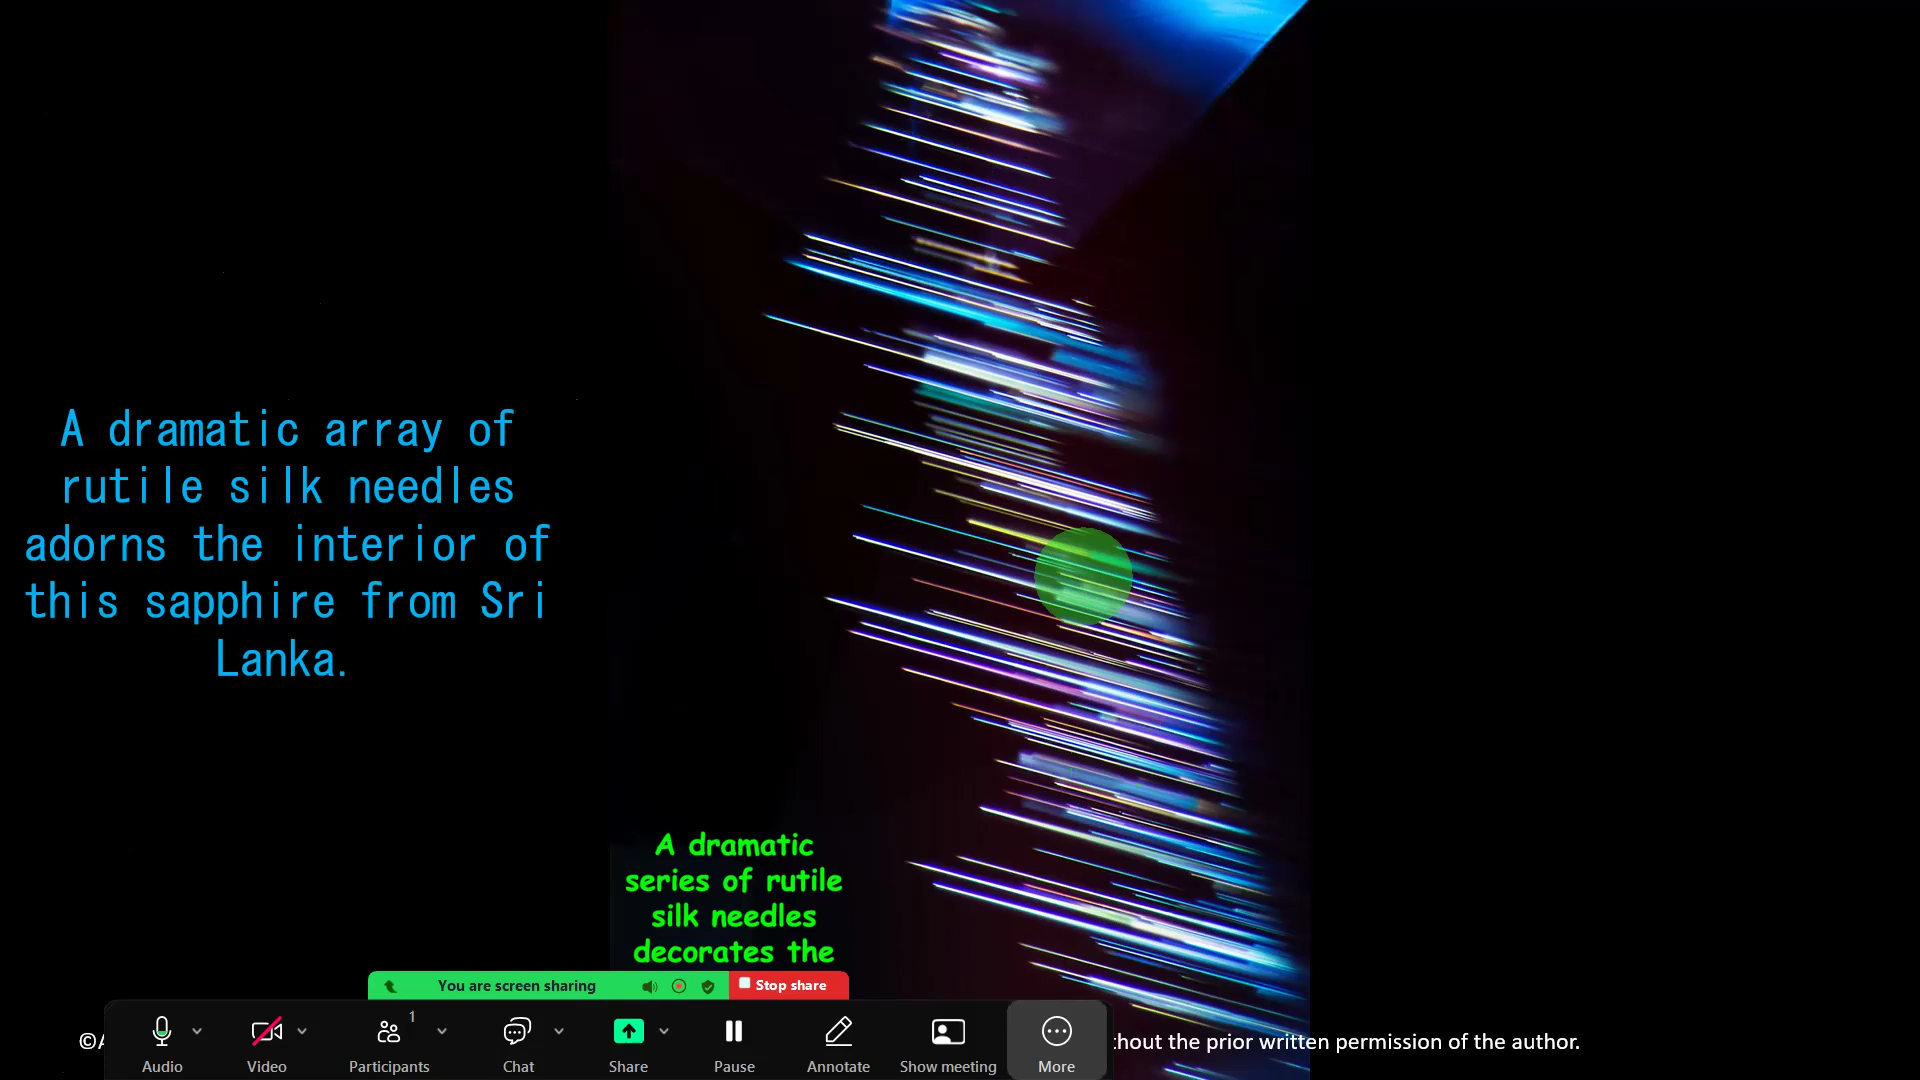 A dramatic array of
rutile silk needles
adorns the interior of
this sapphire from Sri
Lanka.
A dramatic
series of rutile
silk needles
decorates the
You are screen sharing
Stop share
1
Audio
Video
Participants
Chat
Share
Pause
Annotate
Show meeting
More
© the prior written permission of the author.